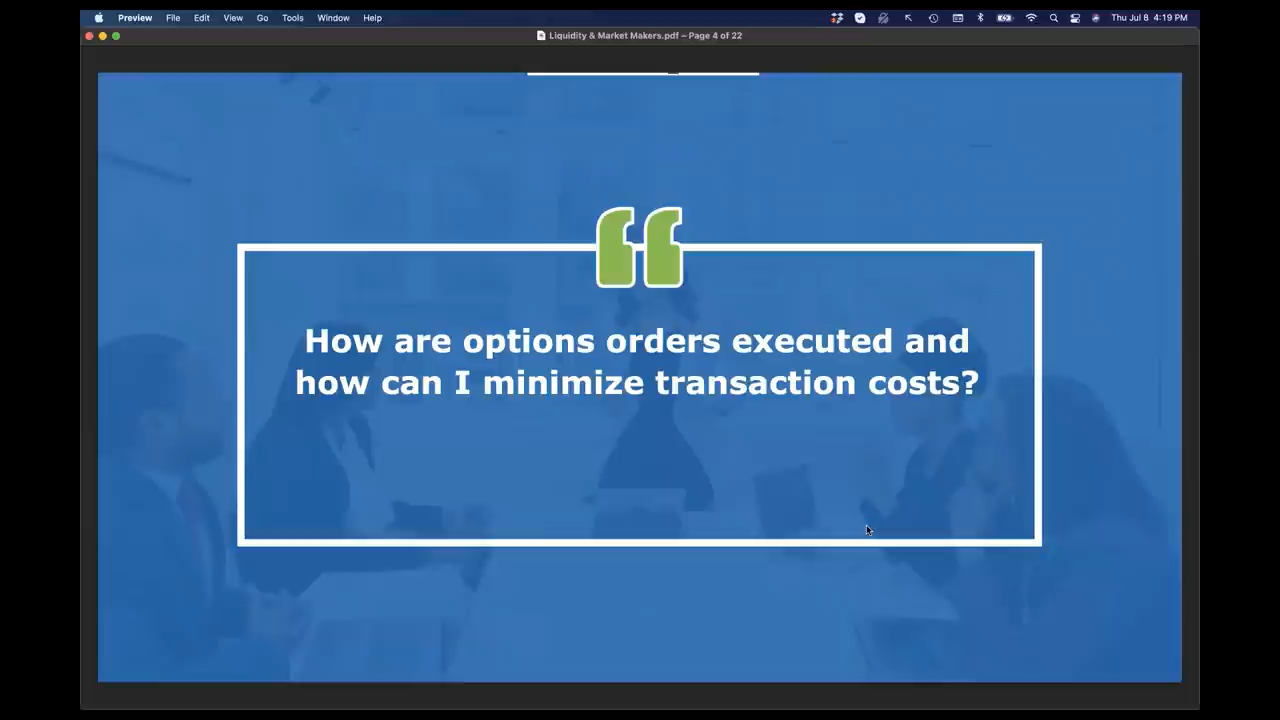 Preview File Edit View Go Tools Window Help Thu Jul 8 4:19 PM
Liquidity & Market Makers.pdf – Page 4 of 22
How are options orders executed and
how can I minimize transaction costs?